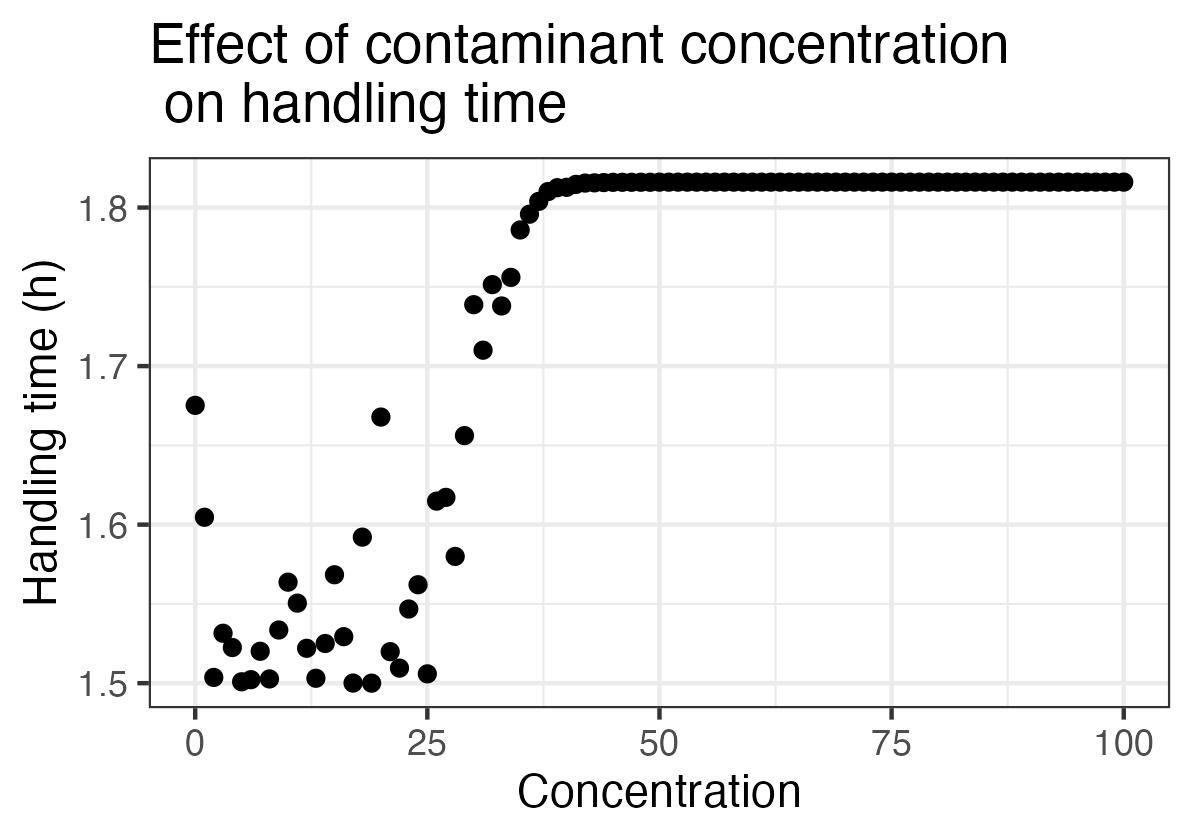 Effect of contaminant concentration
on handling time
1.8
1.7
1.6
1.5
Handling time (h)
0 25 50 75 100
Concentration